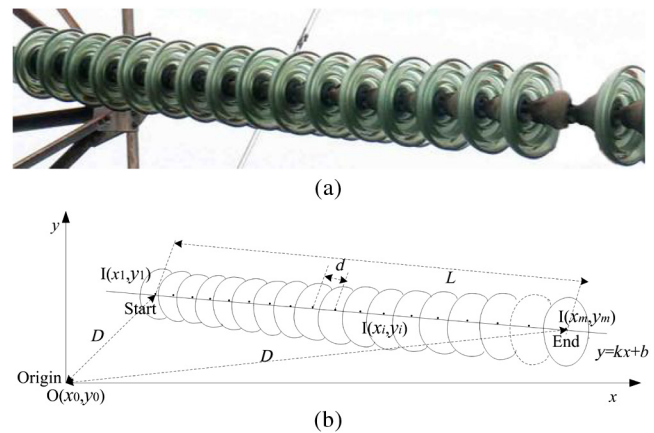 (a)
y
d
L
I(x1,y1)
Start
I(xi,yi)
I(xm,ym)
End
D
D
y=kx+b
Origin
O(x0,y0)
x
(b)